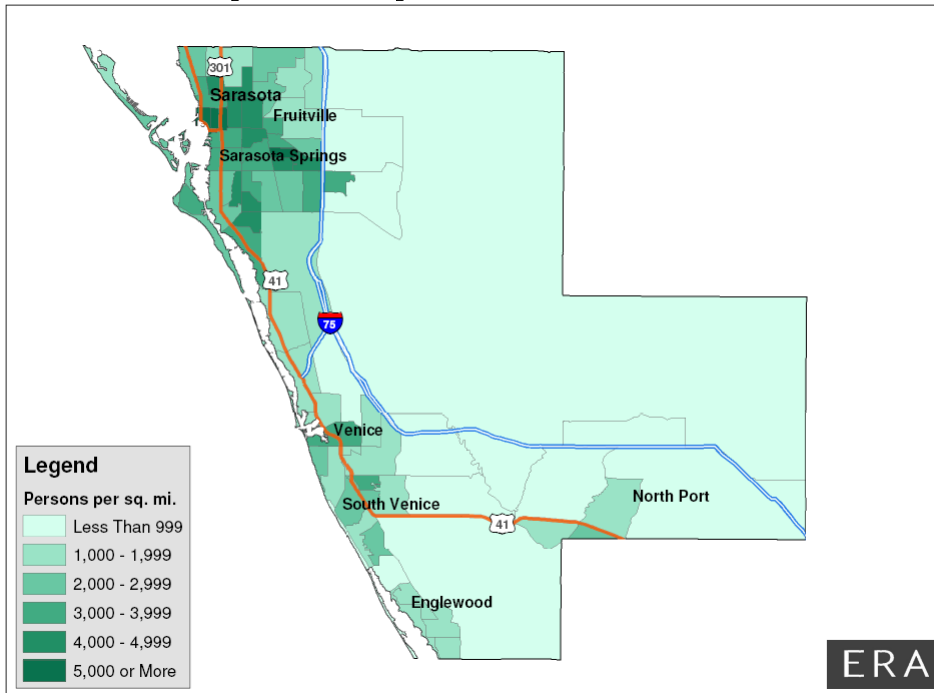 301
Sarasota
Fruitville
Sarasota Springs
41
75
Venice
South Venice
North Port
41
Englewood
Legend
Persons per sq. mi.
Less Than 999
1,000 - 1,999
2,000 - 2,999
3,000 - 3,999
4,000 - 4,999
5,000 or More
ERA